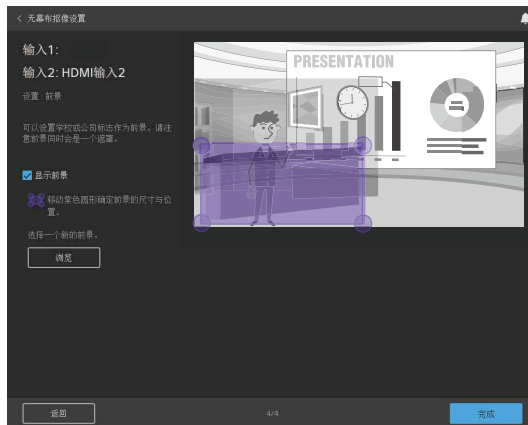 无幕布抠像设置
输入1:
输入2: HDMI输入2
设置: 前景
可以设置学校或公司标志作为前景。请注
意前景同时会是一个遮罩。
显示前景
移动紫色圆形确定前景的尺寸与位
置。
选择一个新的前景。
浏览
PRESENTATION
返回
4/4
完成